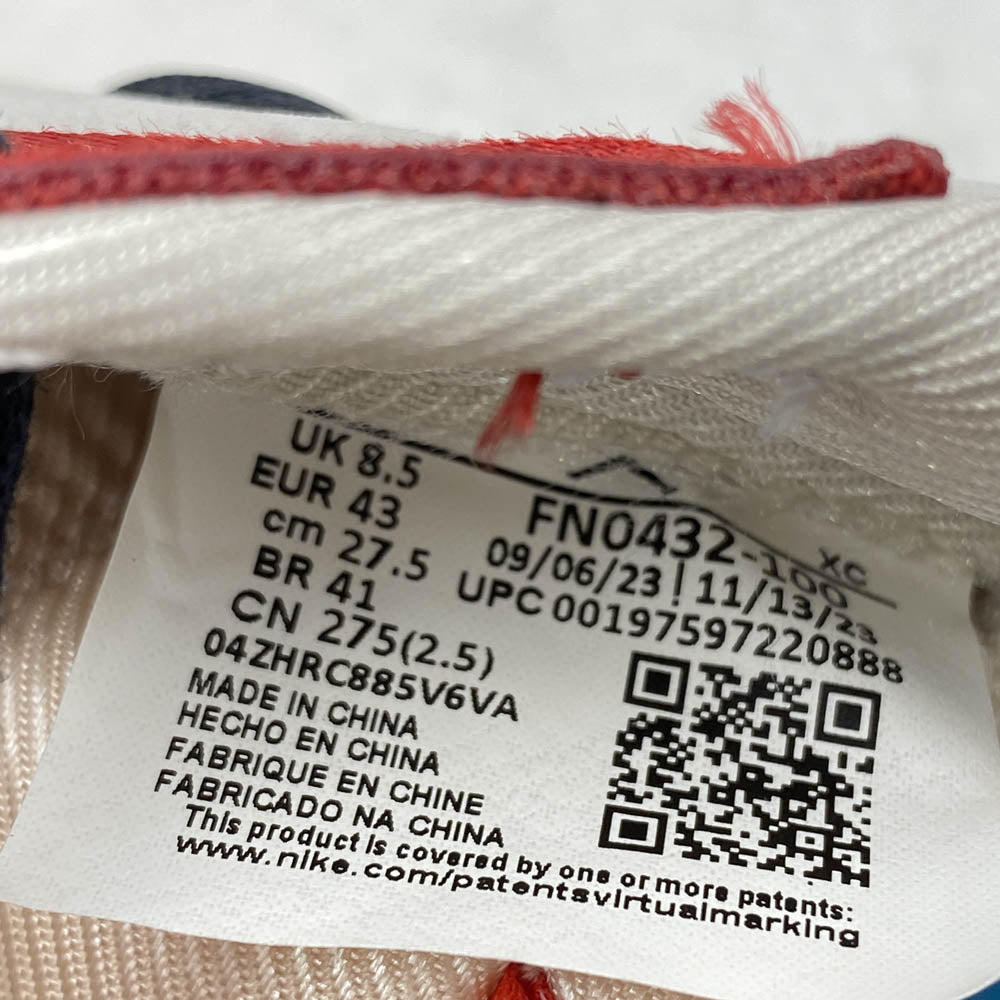 UK 8.5
EUR 43
cm 27.5
BR 41
CN 275(2.5)
04ZHRC885V6VA
MADE IN CHINA
HECHO EN CHINA
FABRIQUE EN CHINE
FABRICADO NA CHINA
FN0432-100 XC
09/06/23 | 11/13/23
UPC 00197597220888
This product is covered by one or more patents:
www.nike.com/patentsvirtualmarking